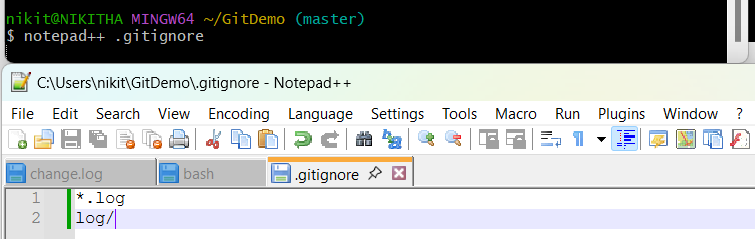 nikit@NIKITHA MINGW64 ~/GitDemo (master)
$ notepad++ .gitignore
C:\Users\nikit\GitDemo\.gitignore - Notepad++
File Edit Search View Encoding Language Settings Tools Macro Run Plugins Window ?
change.log bash .gitignore
1 *.log
2 log/